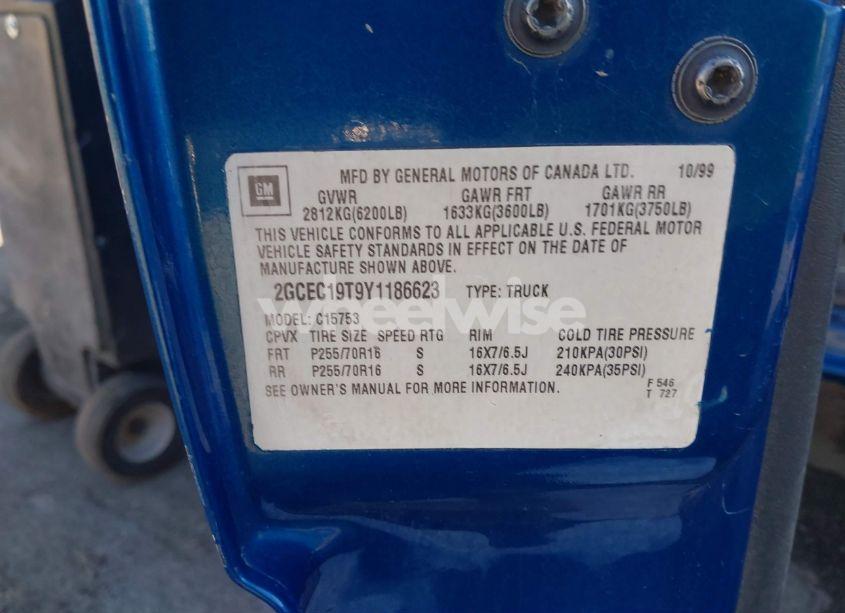 MFD BY GENERAL MOTORS OF CANADA LTD. 10/99
GM
GVWR GAWR FRT GAWR RR
2812KG(6200LB) 1633KG(3600LB) 1701KG(3750LB)
THIS VEHICLE CONFORMS TO ALL APPLICABLE U.S. FEDERAL MOTOR
VEHICLE SAFETY STANDARDS IN EFFECT ON THE DATE OF
MANUFACTURE SHOWN ABOVE.
2GCEC19T9Y1186623 TYPE: TRUCK
wheelwise
MODEL: C15753
CPVX TIRE SIZE SPEED RTG RIM COLD TIRE PRESSURE
FRT P255/70R16 S 16X7/6.5J 210KPA(30PSI)
RR P255/70R16 S 16X7/6.5J 240KPA(35PSI)
SEE OWNER'S MANUAL FOR MORE INFORMATION.
F 546
T 727